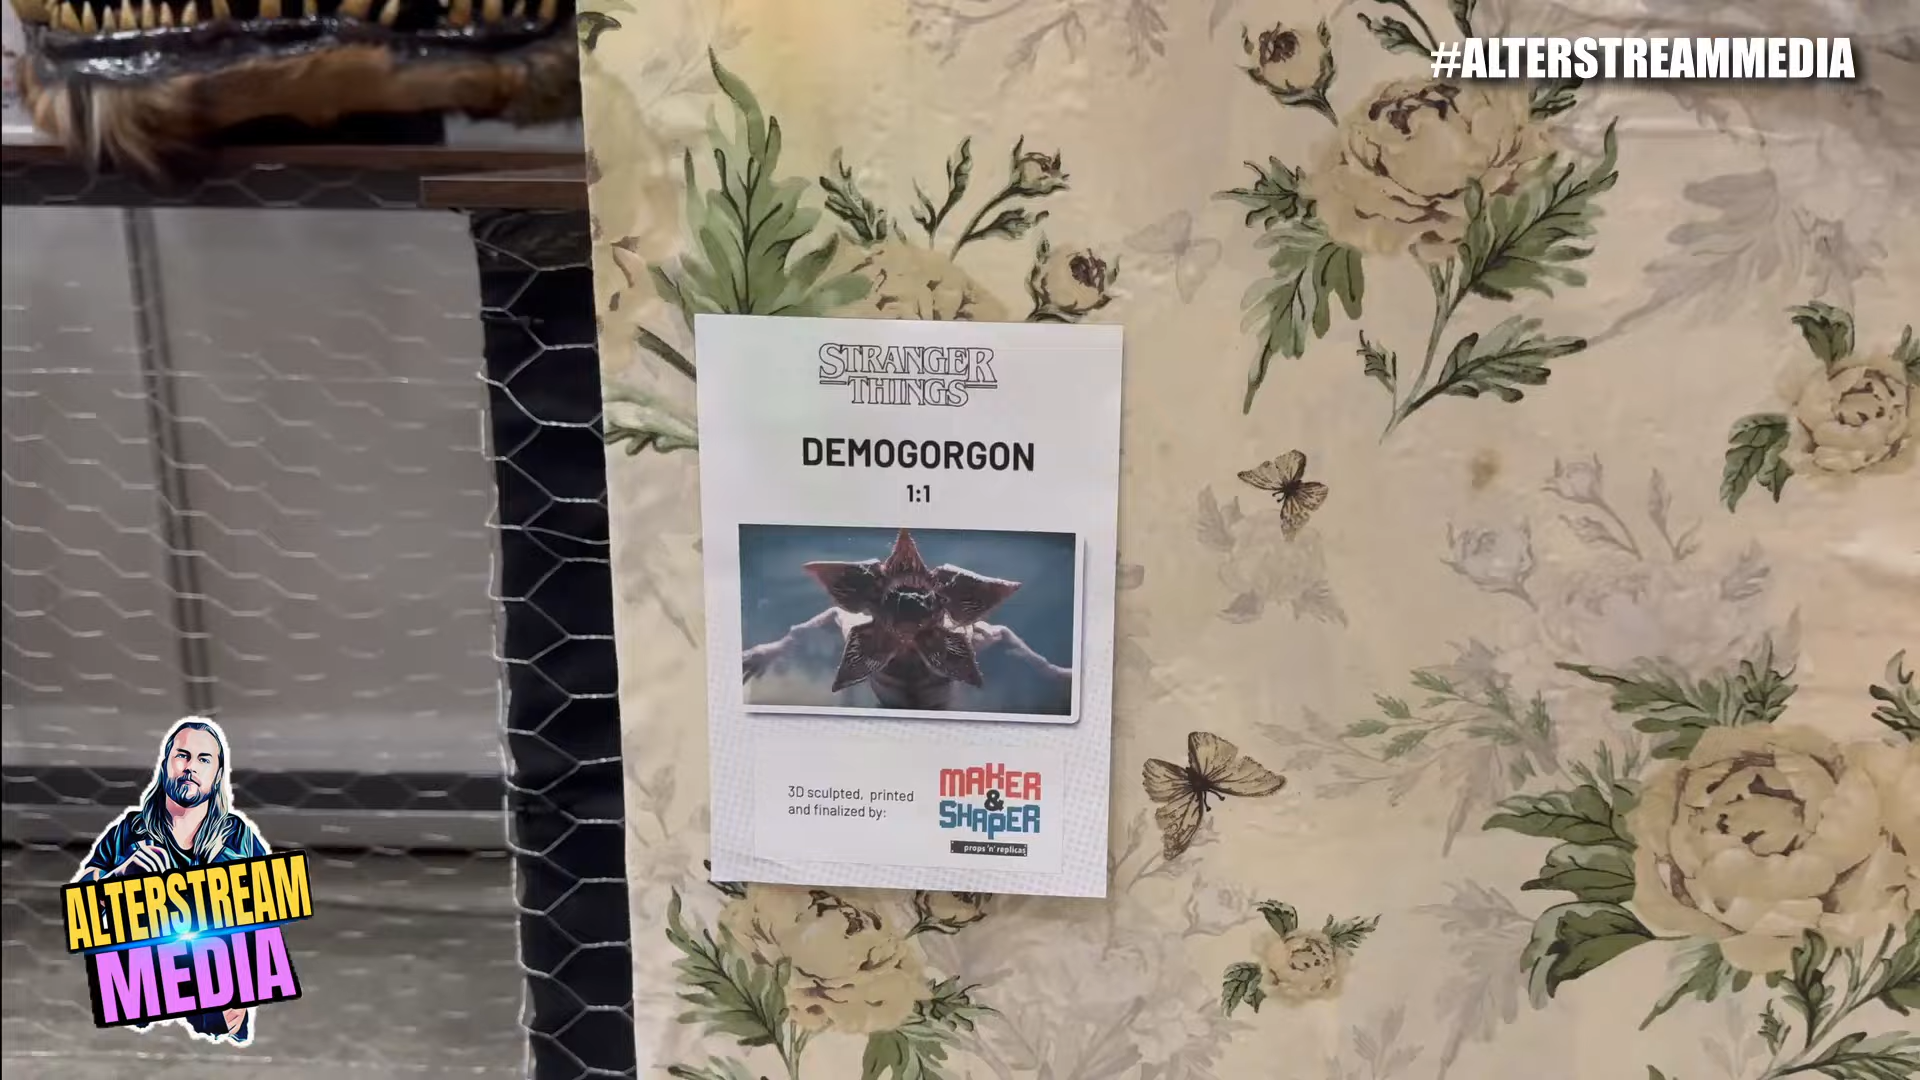 #ALTERSTREAMMEDIA
STRANGER
THINGS
DEMOGORGON
1:1
3D sculpted, printed
and finalized by:
MAKER
&
SHAPER
props 'n' replicas
ALTERSTREAM
MEDIA